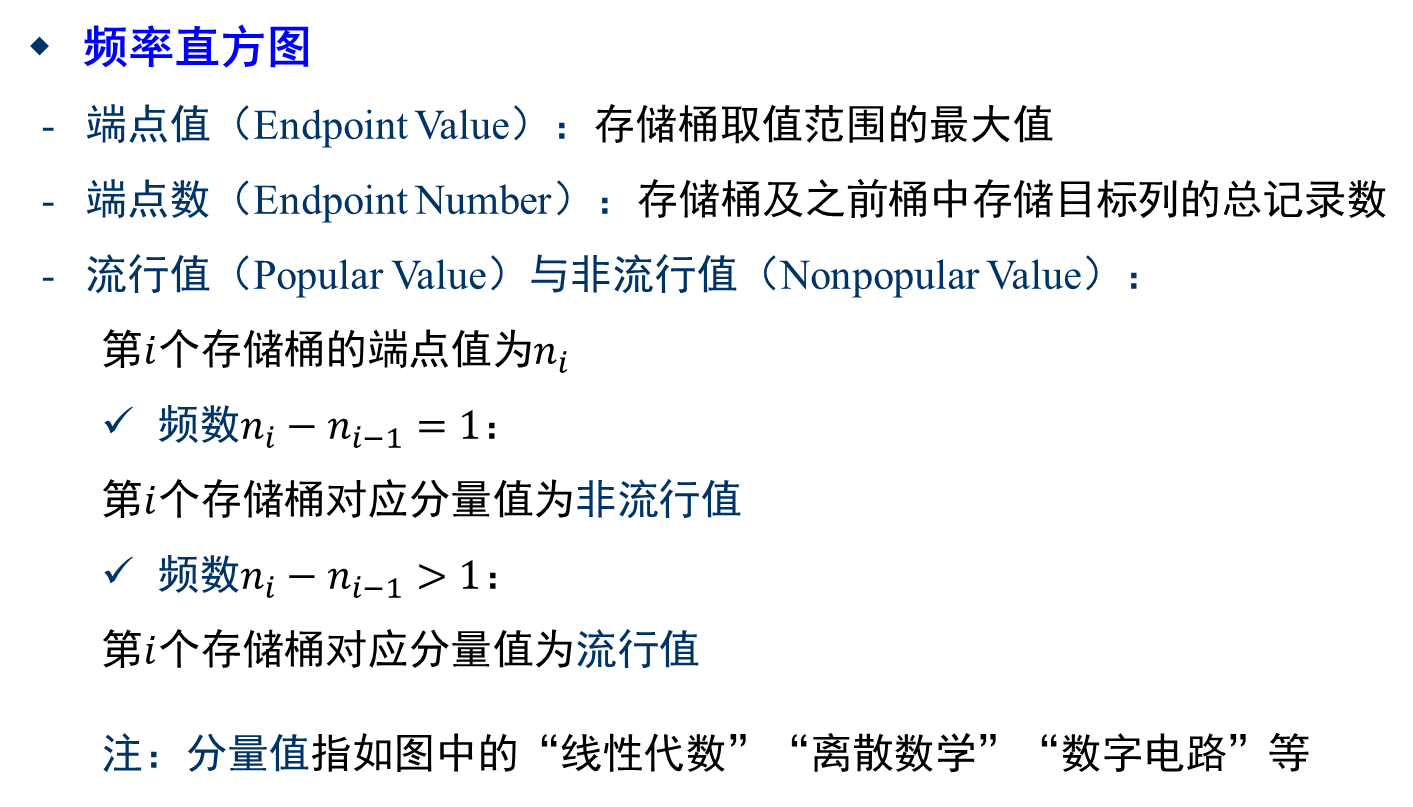 ◆ 频率直方图
- 端点值（Endpoint Value）：存储桶取值范围的最大值
- 端点数（Endpoint Number）：存储桶及之前桶中存储目标列的总记录数
- 流行值（Popular Value）与非流行值（Nonpopular Value）：
第𝑖个存储桶的端点值为𝑛ᵢ
✓ 频数𝑛ᵢ − 𝑛ᵢ₋₁ = 1：
第𝑖个存储桶对应分量值为非流行值
✓ 频数𝑛ᵢ − 𝑛ᵢ₋₁ > 1：
第𝑖个存储桶对应分量值为流行值
注：分量值指如图中的“线性代数”“离散数学”“数字电路”等